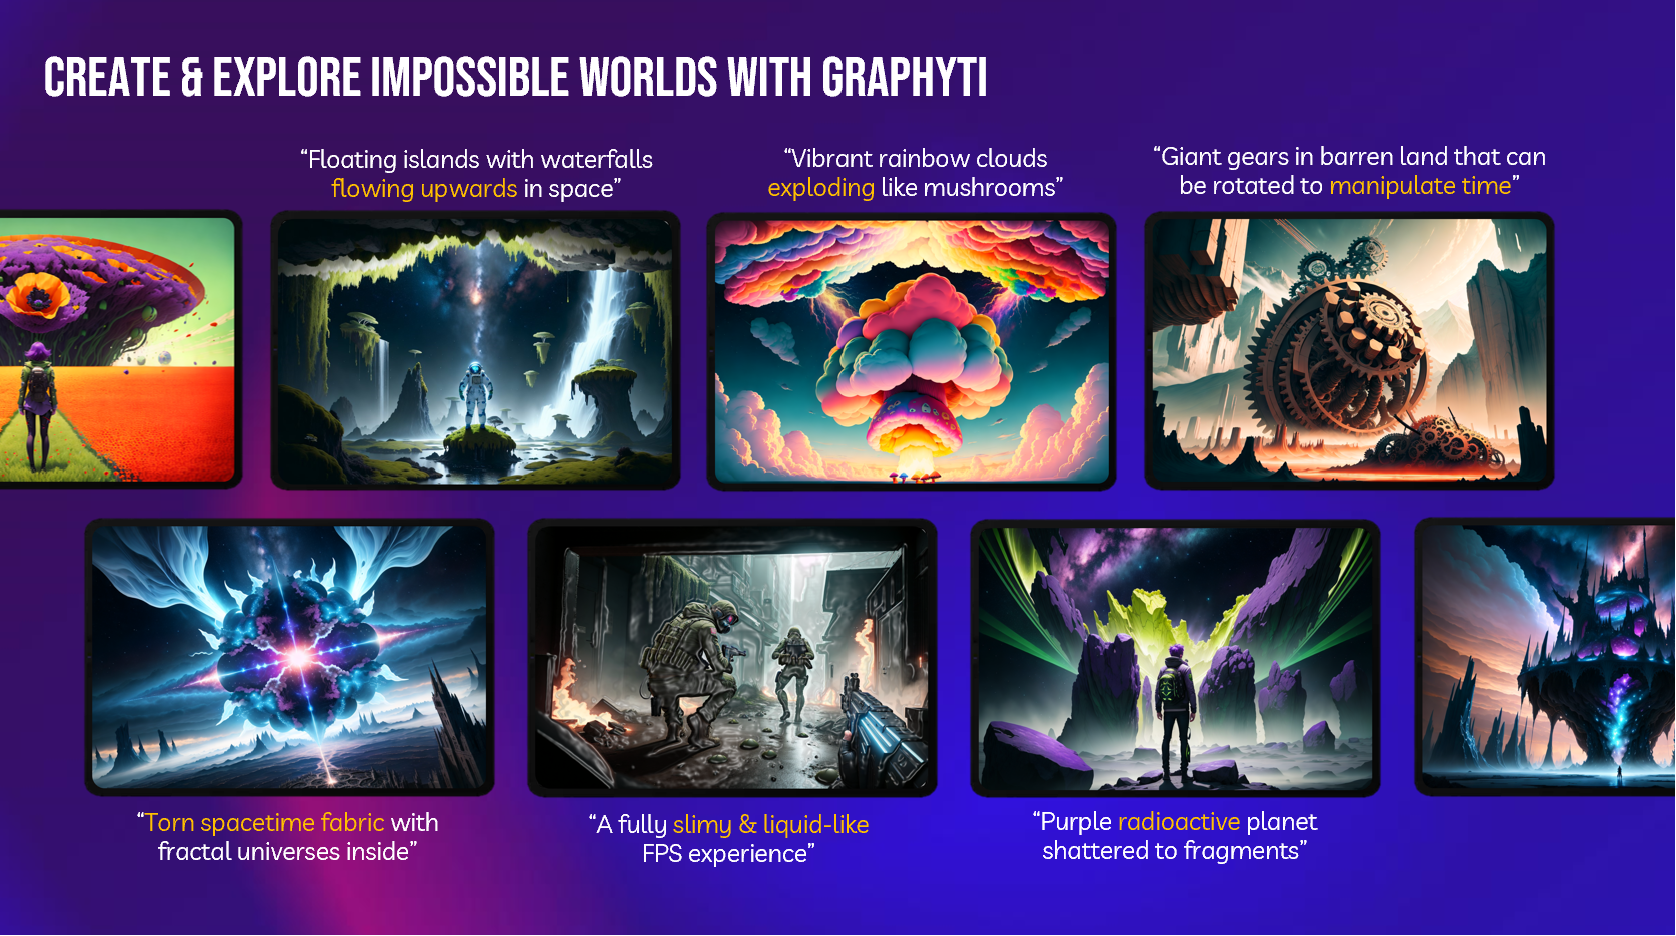 CREATE & EXPLORE IMPOSSIBLE WORLDS WITH GRAPHYTI
“Floating islands with waterfalls
flowing upwards in space”
“Vibrant rainbow clouds
exploding like mushrooms”
“Giant gears in barren land that can
be rotated to manipulate time”
“Torn spacetime fabric with
fractal universes inside”
“A fully slimy & liquid-like
FPS experience”
“Purple radioactive planet
shattered to fragments”